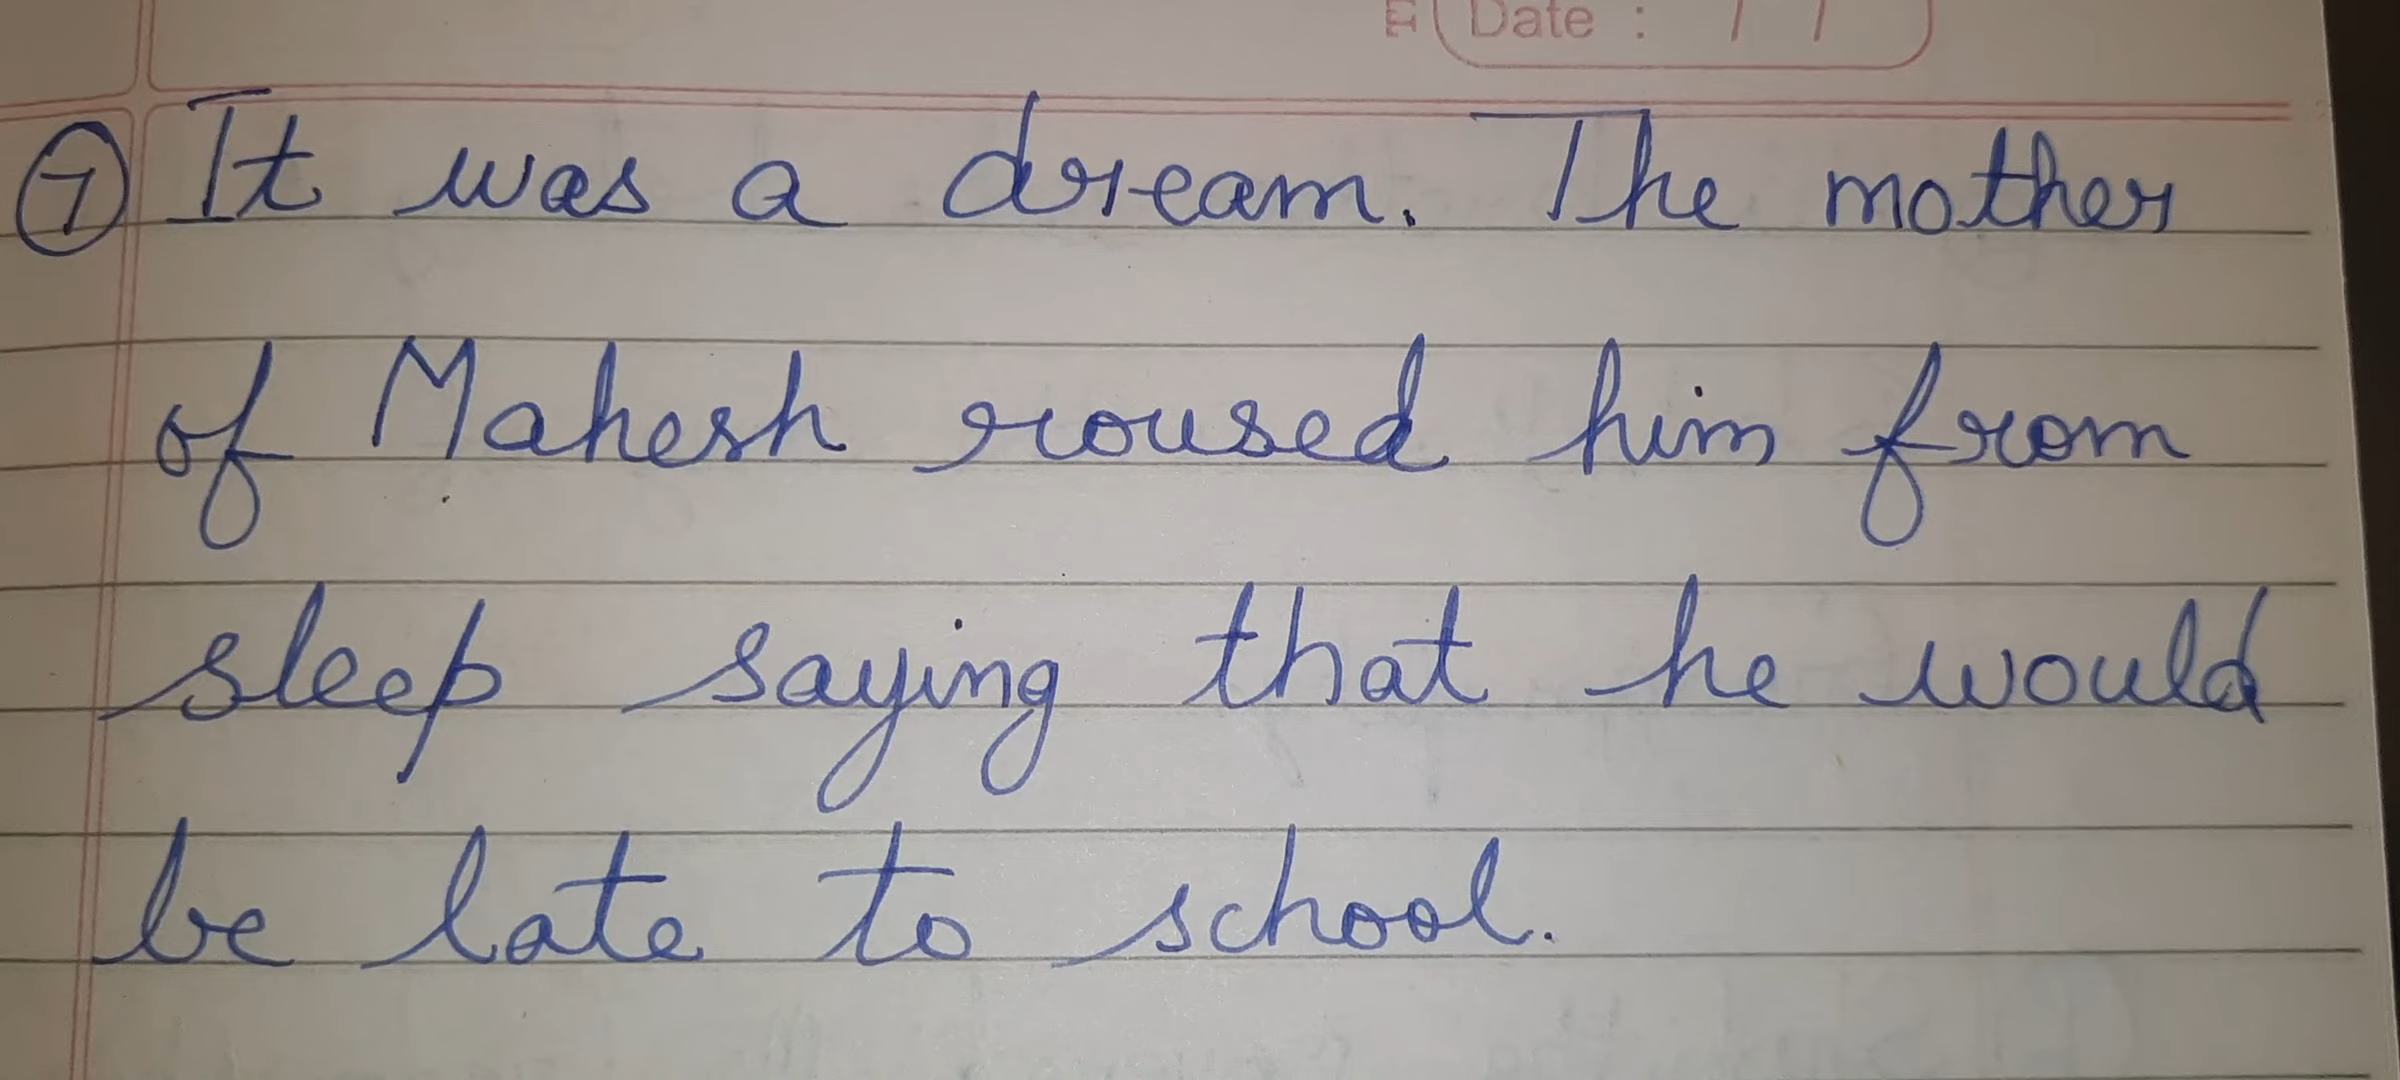 Date : / /
⑦ It was a dream. The mother
of Mahesh roused him from
sleep saying that he would
be late to school.